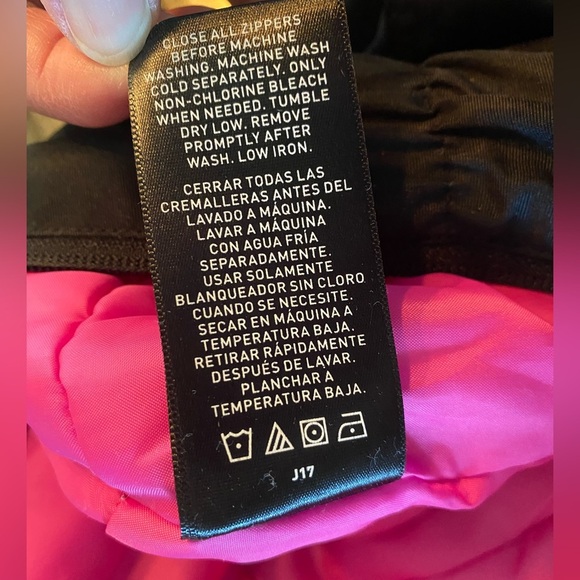 CLOSE ALL ZIPPERS
BEFORE MACHINE
WASHING. MACHINE WASH
COLD SEPARATELY. ONLY
NON-CHLORINE BLEACH
WHEN NEEDED. TUMBLE
DRY LOW. REMOVE
PROMPTLY AFTER
WASH. LOW IRON.
CERRAR TODAS LAS
CREMALLERAS ANTES DEL
LAVADO A MÁQUINA.
LAVAR A MÁQUINA
CON AGUA FRÍA
SEPARADAMENTE.
USAR SOLAMENTE
BLANQUEADOR SIN CLORO
CUANDO SE NECESITE.
SECAR EN MÁQUINA A
TEMPERATURA BAJA.
RETIRAR RÁPIDAMENTE
DESPUÉS DE LAVAR.
PLANCHAR A
TEMPERATURA BAJA.
J17